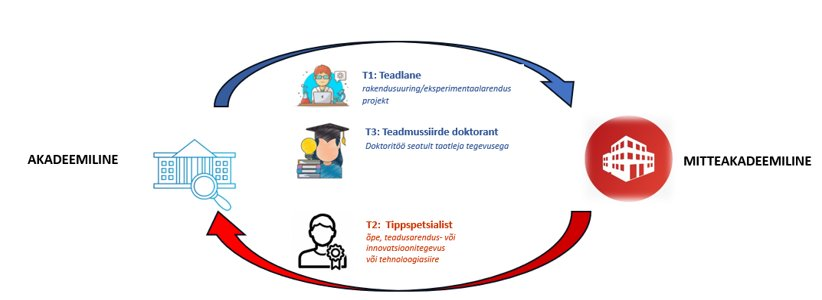 T1: Teadlane
rakendusuuring/eksperimentaalarendus
projekt
T3: Teadmussiirde doktorant
Doktoritöö seatult taotleja tegevusega
AKADEEMILINE
MITTEAKADEEMILINE
T2: Tippspetsialist
õpe, teadusarendus- või
innovatsioonitegevus
või tehnoloogiasiire